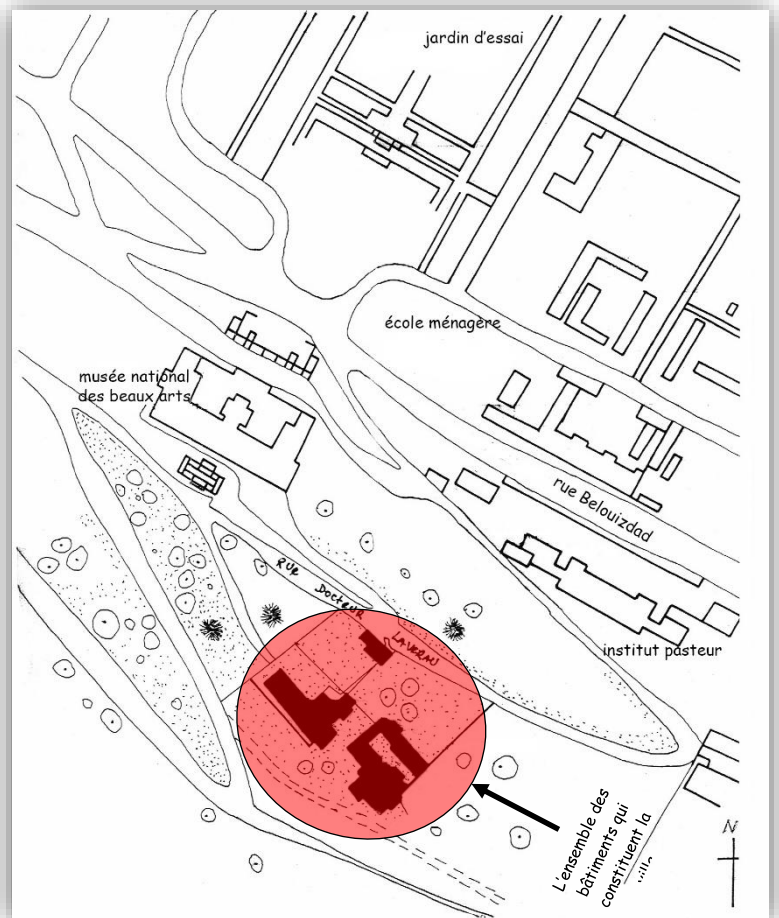 jardin d'essai
école ménagère
musée national
des beaux arts
rue Belouizdad
RUE DOCTEUR LAVERAN
institut pasteur
L'ensemble des
bâtiments qui
constituent la
N